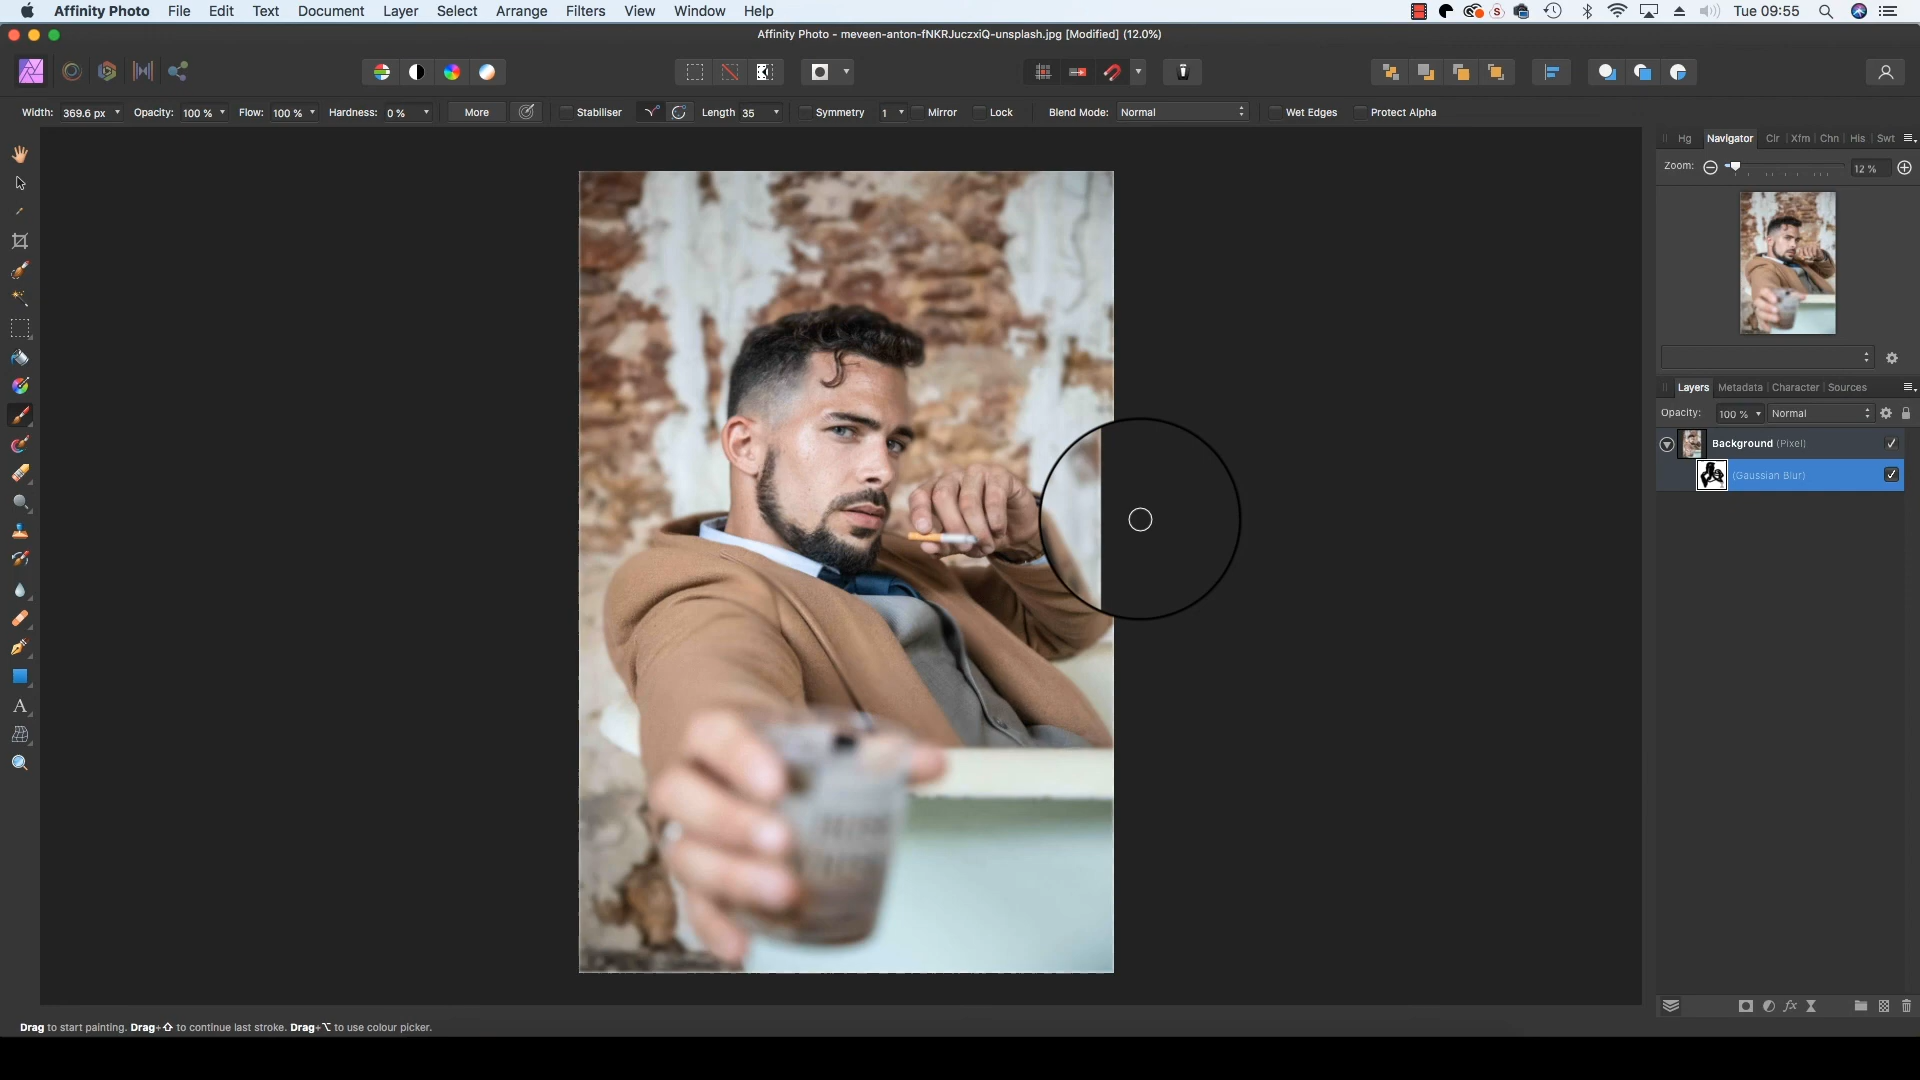 Affinity Photo File Edit Text Document Layer Select Arrange Filters View Window Help Tue 09:55
Affinity Photo - meveen-anton-fNKRJuczxiQ-unsplash.jpg [Modified] (12.0%)
Width: 369.6 px Opacity: 100 % Flow: 100 % Hardness: 0 % More Stabiliser Length 35 Symmetry 1 Mirror Lock Blend Mode: Normal Wet Edges Protect Alpha
Hg Navigator Clr Xfm Chn His Swt
Zoom: 12 %
Layers Metadata Character Sources
Opacity: 100 % Normal
Background (Pixel)
(Gaussian Blur)
fx
Drag to start painting. Drag+⇧ to continue last stroke. Drag+⌥ to use colour picker.